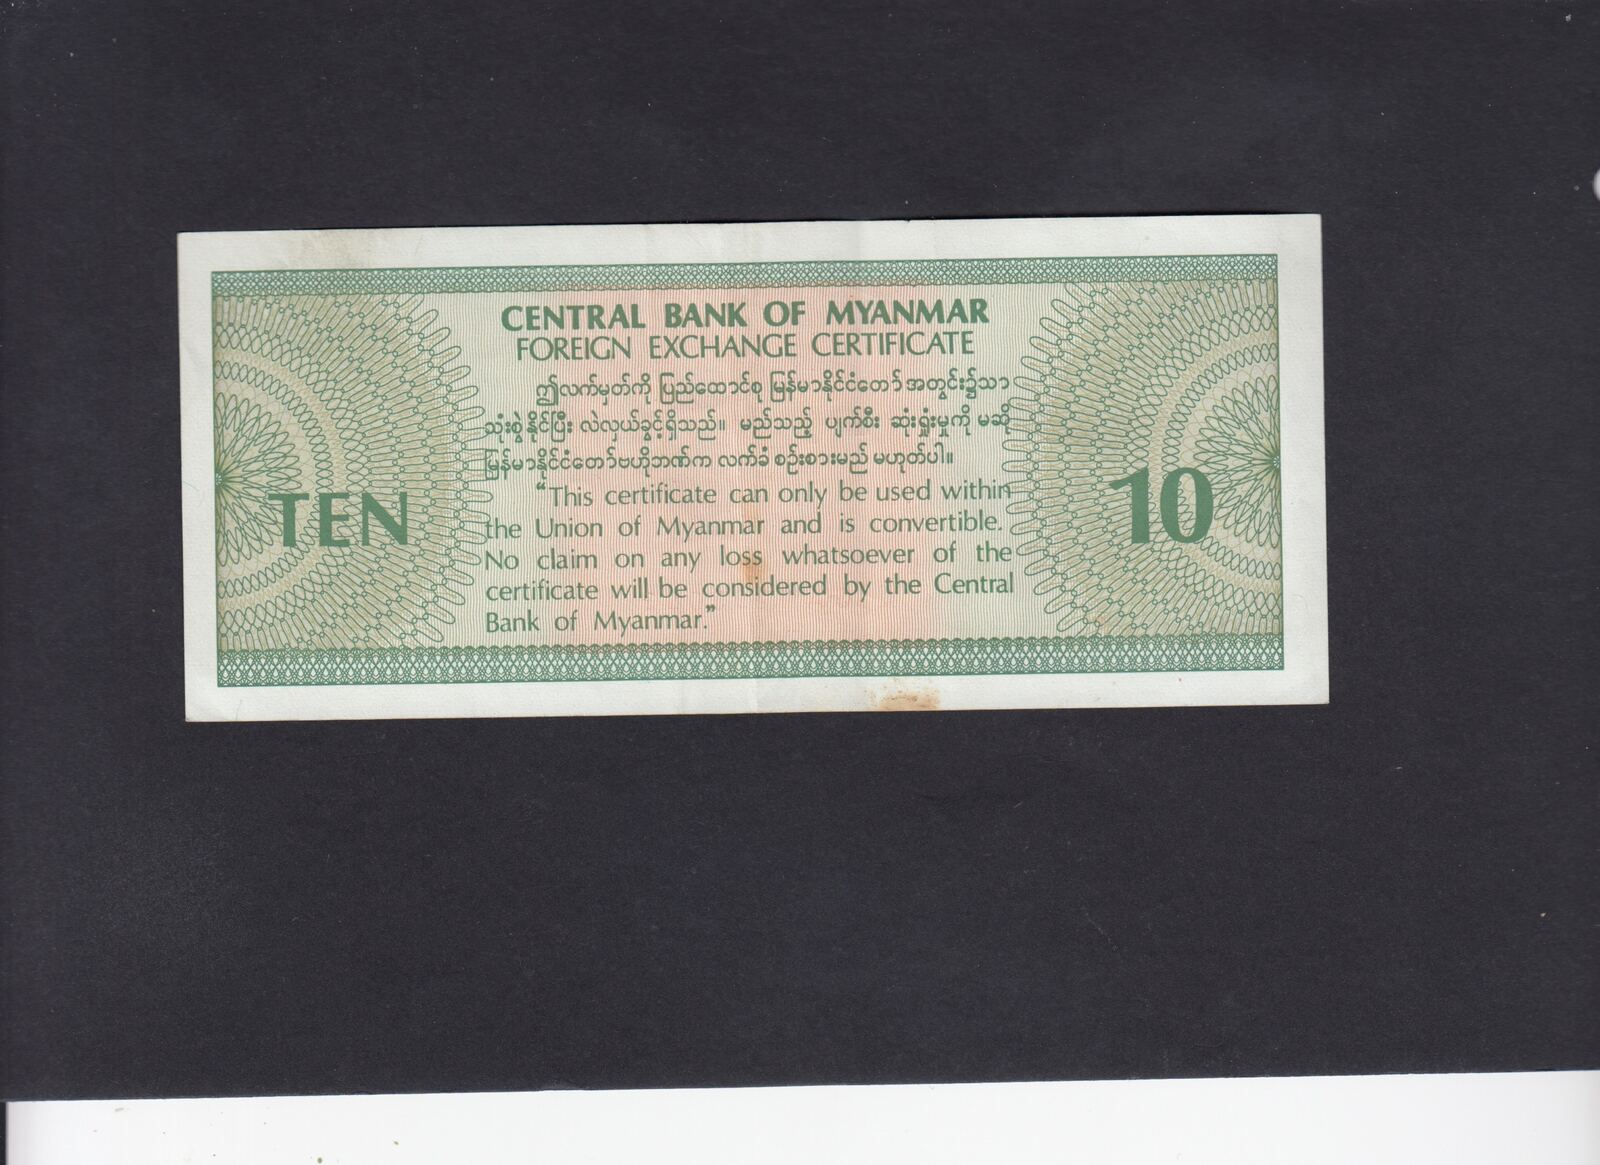 CENTRAL BANK OF MYANMAR
FOREIGN EXCHANGE CERTIFICATE
ဤလက်မှတ်ကို ပြည်ထောင်စု မြန်မာနိုင်ငံတော် အတွင်း၌သာ
သုံးစွဲနိုင်ပြီး လဲလှယ်ခွင့်ရှိသည်။ မည်သည့် ပျက်စီး ဆုံးရှုံးမှုကို မဆို
မြန်မာနိုင်ငံတော်ဗဟိုဘဏ်က လက်ခံ စဉ်းစားမည် မဟုတ်ပါ။
“This certificate can only be used within
the Union of Myanmar and is convertible.
No claim on any loss whatsoever of the
certificate will be considered by the Central
Bank of Myanmar.”
TEN
10